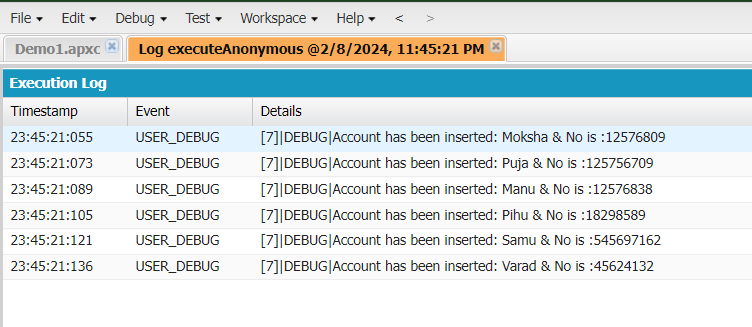 File Edit Debug Test Workspace Help < >
Demo1.apxc Log executeAnonymous @2/8/2024, 11:45:21 PM
Execution Log
Timestamp Event Details
23:45:21:055 USER_DEBUG [7]|DEBUG|Account has been inserted: Moksha & No is :12576809
23:45:21:073 USER_DEBUG [7]|DEBUG|Account has been inserted: Puja & No is :125756709
23:45:21:089 USER_DEBUG [7]|DEBUG|Account has been inserted: Manu & No is :12576838
23:45:21:105 USER_DEBUG [7]|DEBUG|Account has been inserted: Pihu & No is :18298589
23:45:21:121 USER_DEBUG [7]|DEBUG|Account has been inserted: Samu & No is :545697162
23:45:21:136 USER_DEBUG [7]|DEBUG|Account has been inserted: Varad & No is :45624132